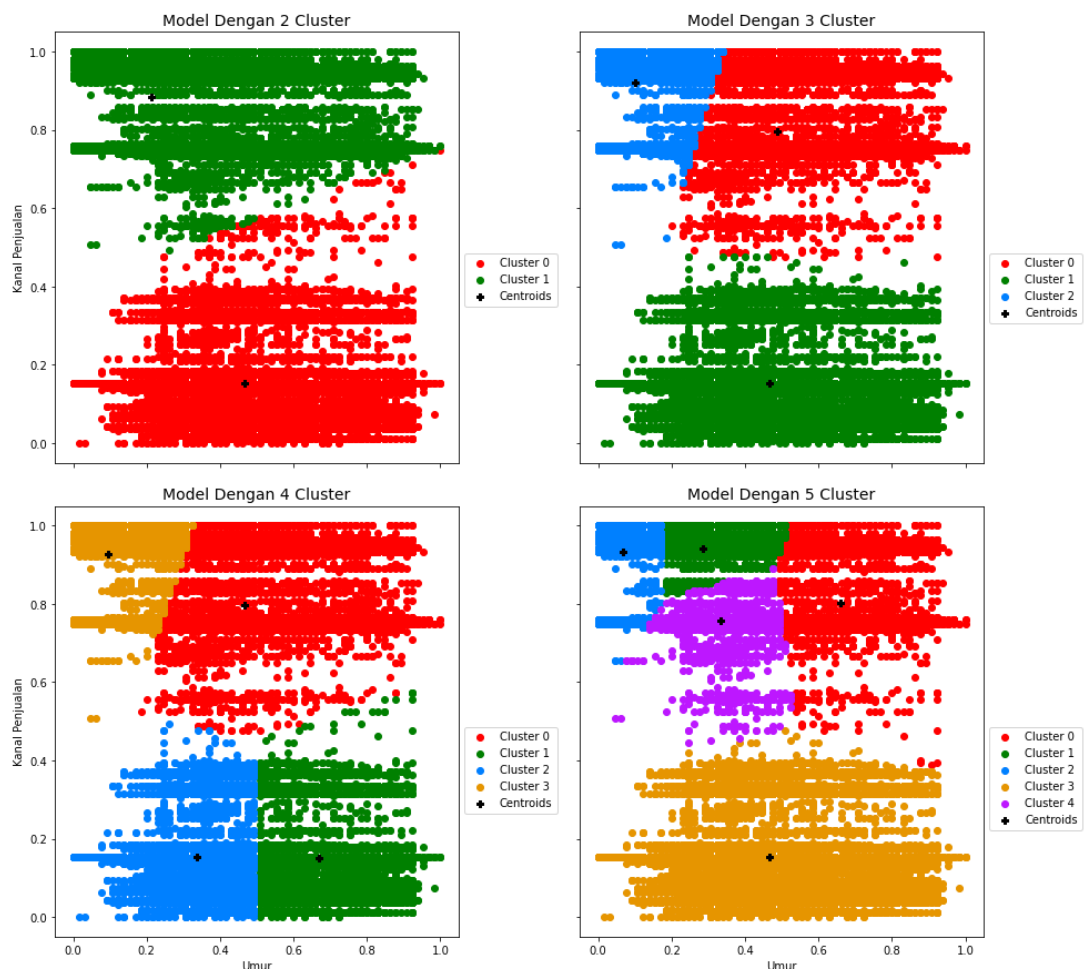 Model Dengan 2 Cluster
Kanal Penjualan
1.0
0.8
0.6
0.4
0.2
0.0
Cluster 0
Cluster 1
Centroids
Model Dengan 3 Cluster
Cluster 0
Cluster 1
Cluster 2
Centroids
Model Dengan 4 Cluster
Kanal Penjualan
1.0
0.8
0.6
0.4
0.2
0.0
0.0 0.2 0.4 0.6 0.8 1.0
Umur
Cluster 0
Cluster 1
Cluster 2
Cluster 3
Centroids
Model Dengan 5 Cluster
0.0 0.2 0.4 0.6 0.8 1.0
Umur
Cluster 0
Cluster 1
Cluster 2
Cluster 3
Cluster 4
Centroids